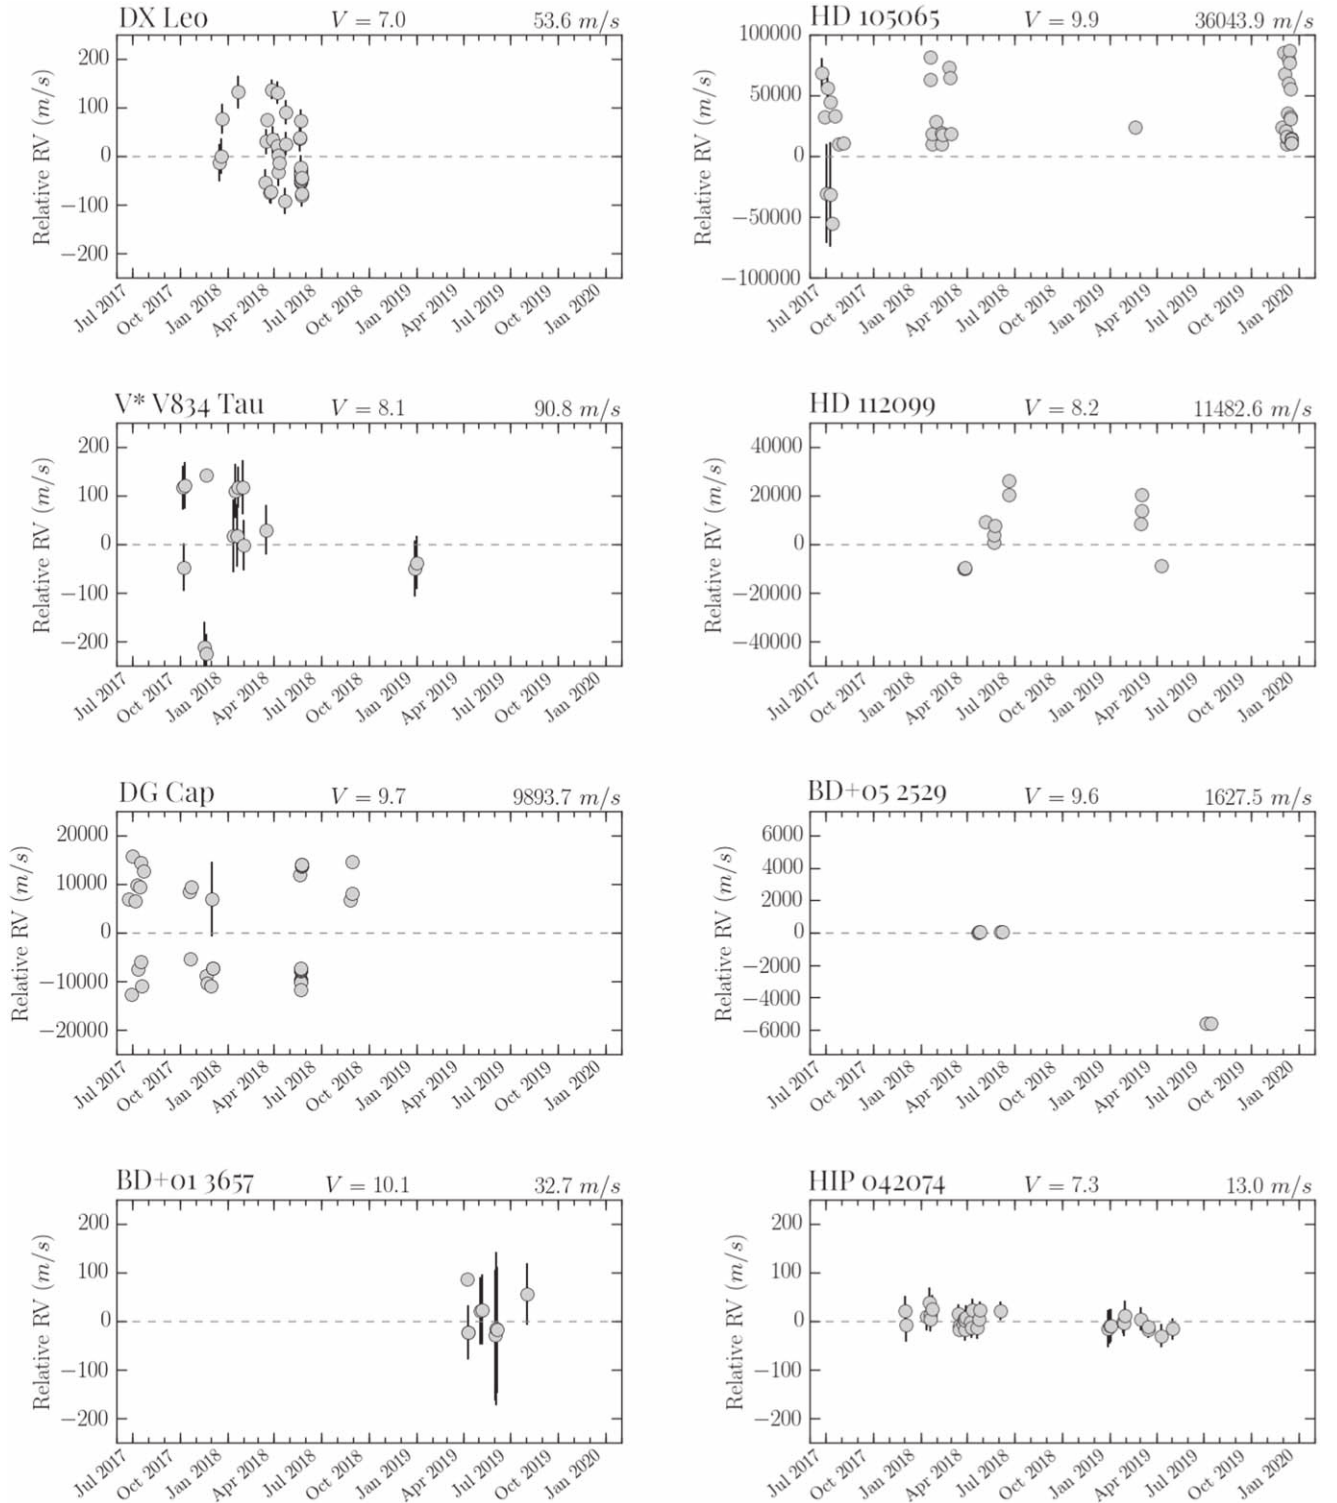 DX Leo V = 7.0 53.6 m/s
Relative RV (m/s)
200
100
0
−100
−200
Jul 2017 Oct 2017 Jan 2018 Apr 2018 Jul 2018 Oct 2018 Jan 2019 Apr 2019 Jul 2019 Oct 2019 Jan 2020
HD 105065 V = 9.9 36043.9 m/s
Relative RV (m/s)
100000
50000
0
−50000
−100000
Jul 2017 Oct 2017 Jan 2018 Apr 2018 Jul 2018 Oct 2018 Jan 2019 Apr 2019 Jul 2019 Oct 2019 Jan 2020
V* V834 Tau V = 8.1 90.8 m/s
Relative RV (m/s)
200
100
0
−100
−200
Jul 2017 Oct 2017 Jan 2018 Apr 2018 Jul 2018 Oct 2018 Jan 2019 Apr 2019 Jul 2019 Oct 2019 Jan 2020
HD 112099 V = 8.2 11482.6 m/s
Relative RV (m/s)
40000
20000
0
−20000
−40000
Jul 2017 Oct 2017 Jan 2018 Apr 2018 Jul 2018 Oct 2018 Jan 2019 Apr 2019 Jul 2019 Oct 2019 Jan 2020
DG Cap V = 9.7 9893.7 m/s
Relative RV (m/s)
20000
10000
0
−10000
−20000
Jul 2017 Oct 2017 Jan 2018 Apr 2018 Jul 2018 Oct 2018 Jan 2019 Apr 2019 Jul 2019 Oct 2019 Jan 2020
BD+05 2529 V = 9.6 1627.5 m/s
Relative RV (m/s)
6000
4000
2000
0
−2000
−4000
−6000
Jul 2017 Oct 2017 Jan 2018 Apr 2018 Jul 2018 Oct 2018 Jan 2019 Apr 2019 Jul 2019 Oct 2019 Jan 2020
BD+01 3657 V = 10.1 32.7 m/s
Relative RV (m/s)
200
100
0
−100
−200
Jul 2017 Oct 2017 Jan 2018 Apr 2018 Jul 2018 Oct 2018 Jan 2019 Apr 2019 Jul 2019 Oct 2019 Jan 2020
HIP 042074 V = 7.3 13.0 m/s
Relative RV (m/s)
200
100
0
−100
−200
Jul 2017 Oct 2017 Jan 2018 Apr 2018 Jul 2018 Oct 2018 Jan 2019 Apr 2019 Jul 2019 Oct 2019 Jan 2020